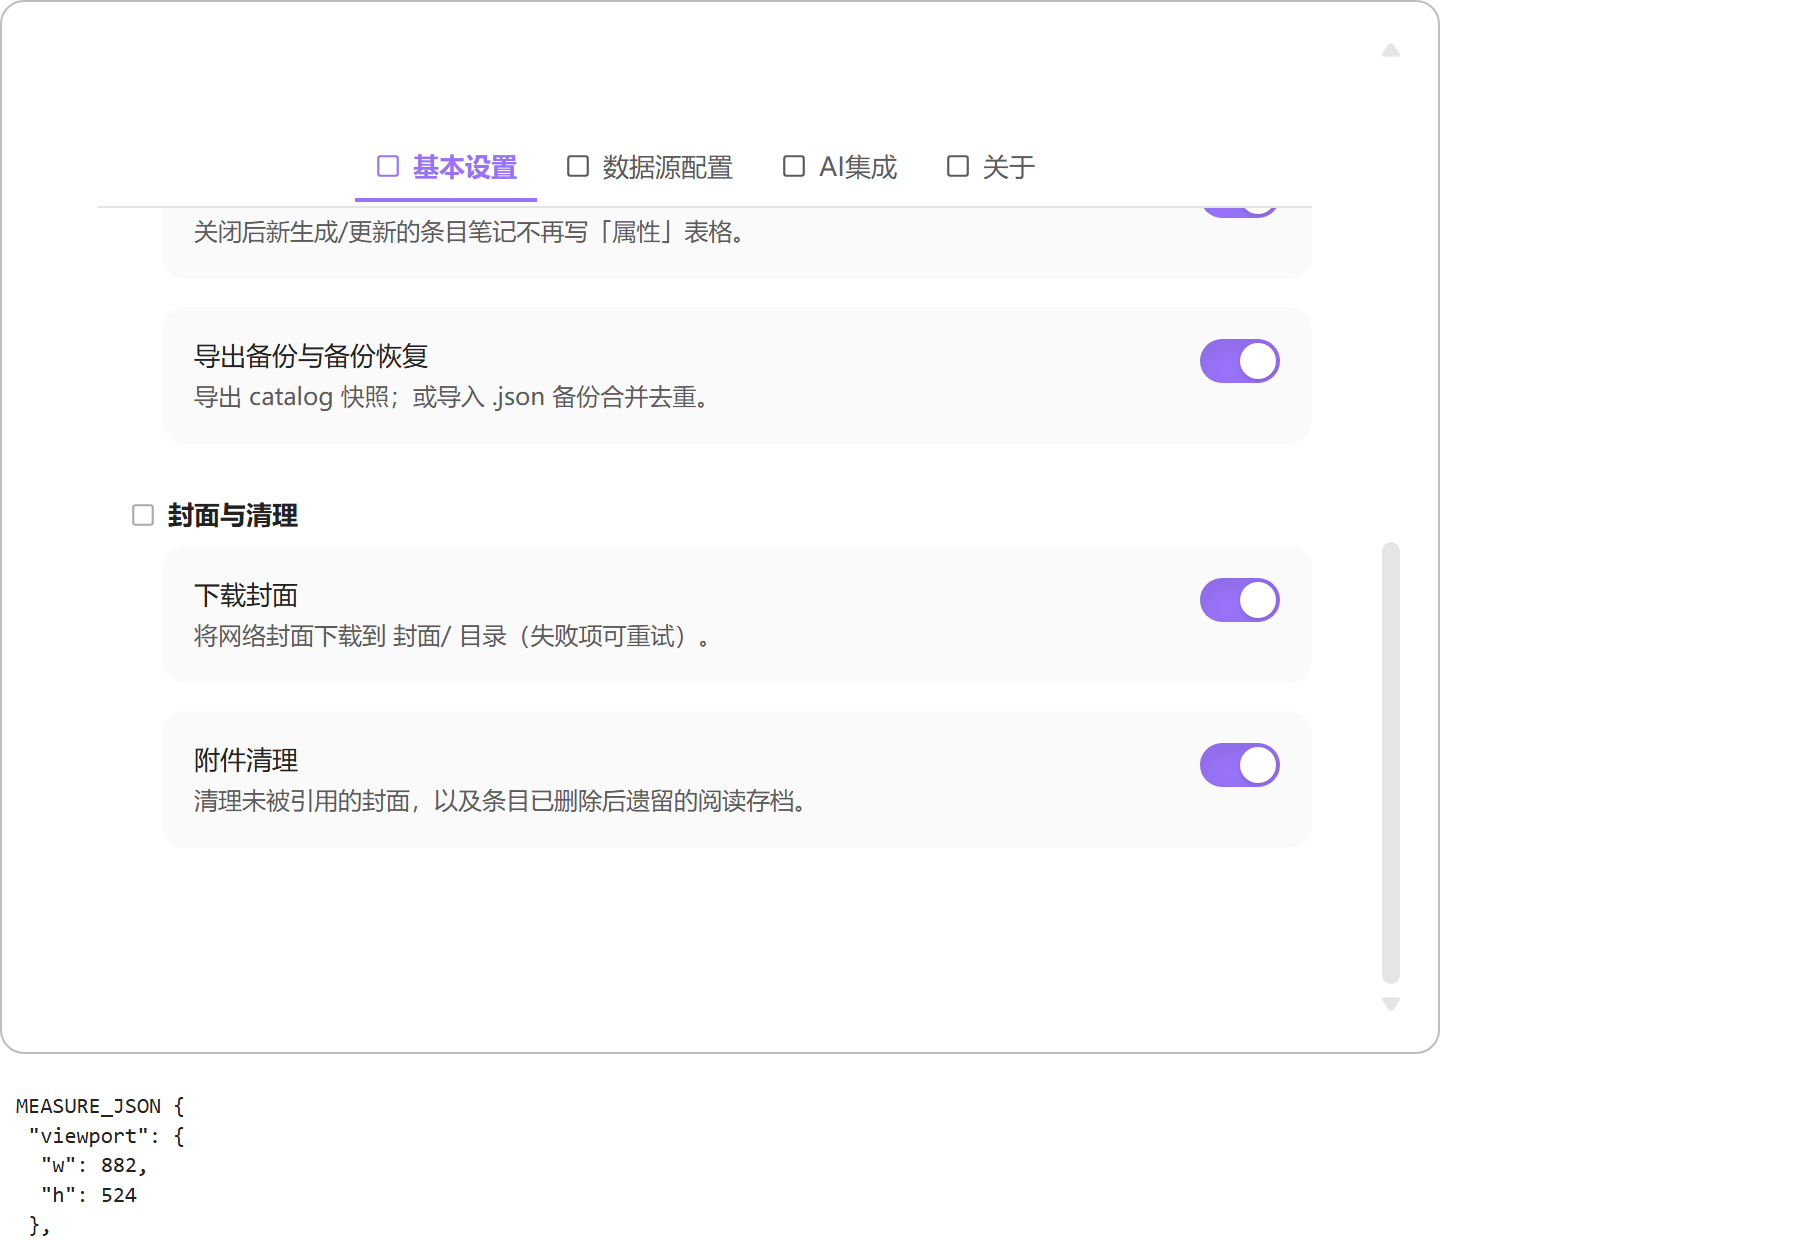 基本设置 数据源配置 AI集成 关于
关闭后新生成/更新的条目笔记不再写「属性」表格。
导出备份与备份恢复
导出 catalog 快照；或导入 .json 备份合并去重。
封面与清理
下载封面
将网络封面下载到 封面/ 目录（失败项可重试）。
附件清理
清理未被引用的封面，以及条目已删除后遗留的阅读存档。
MEASURE_JSON {
"viewport": {
"w": 882,
"h": 524
},